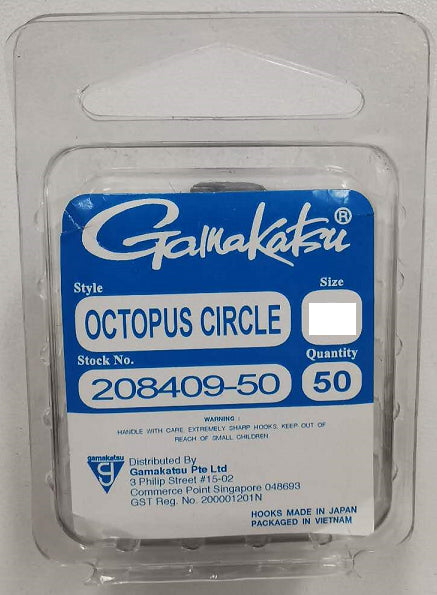 Gamakatsu®
Style
Size
OCTOPUS CIRCLE
Stock No.
Quantity
208409-50
50
WARNING :
HANDLE WITH CARE. EXTREMELY SHARP HOOKS. KEEP OUT OF
REACH OF SMALL CHILDREN.
gamakatsu
Distributed By
Gamakatsu Pte Ltd
3 Philip Street #15-02
Commerce Point Singapore 048693
GST Reg. No. 200001201N
HOOKS MADE IN JAPAN
PACKAGED IN VIETNAM